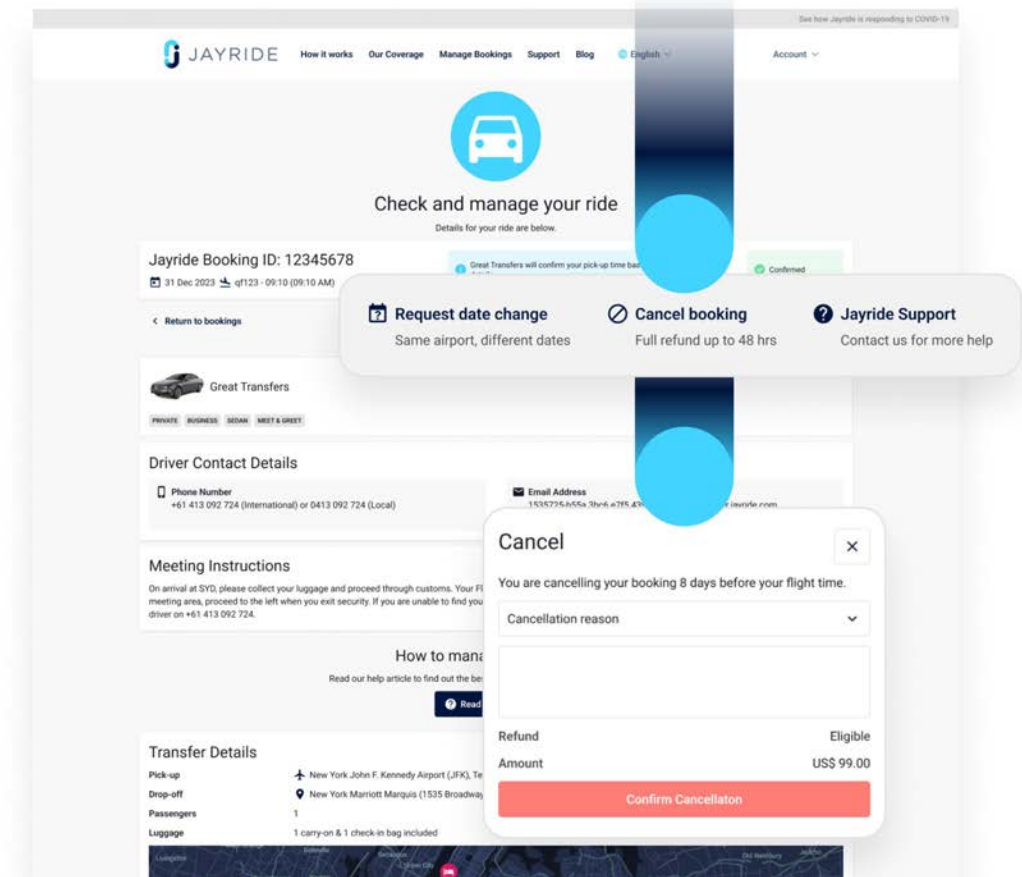 See how Jayride is responding to COVID-19
JAYRIDE
How it works Our Coverage Manage Bookings Support Blog English Account
Check and manage your ride
Details for your ride are below.
Jayride Booking ID: 12345678
31 Dec 2023 qf123 - 09:10 (09:10 AM)
Great Transfers will confirm your pick-up time
Confirmed
Request date change
Same airport, different dates
Cancel booking
Full refund up to 48 hrs
Jayride Support
Contact us for more help
Return to bookings
Great Transfers
PRIVATE BUSINESS SEDAN MEET & GREET
Driver Contact Details
Phone Number
+61 413 092 724 (International) or 0413 092 724 (Local)
Email Address
Meeting Instructions
On arrival at SYD, please collect your luggage and proceed through customs. Your
meeting area, proceed to the left when you exit security. If you are unable to find you
driver on +61 413 092 724.
How to
Read our help article to find out the
Read
Cancel
You are cancelling your booking 8 days before your flight time.
Cancellation reason
Refund Eligible
Amount US$ 99.00
Confirm Cancellaton
Transfer Details
Pick-up New York John F. Kennedy Airport (JFK),
Drop-off New York Marriott Marquis (1535 Broadway
Passengers 1
Luggage 1 carry-on & 1 check-in bag included